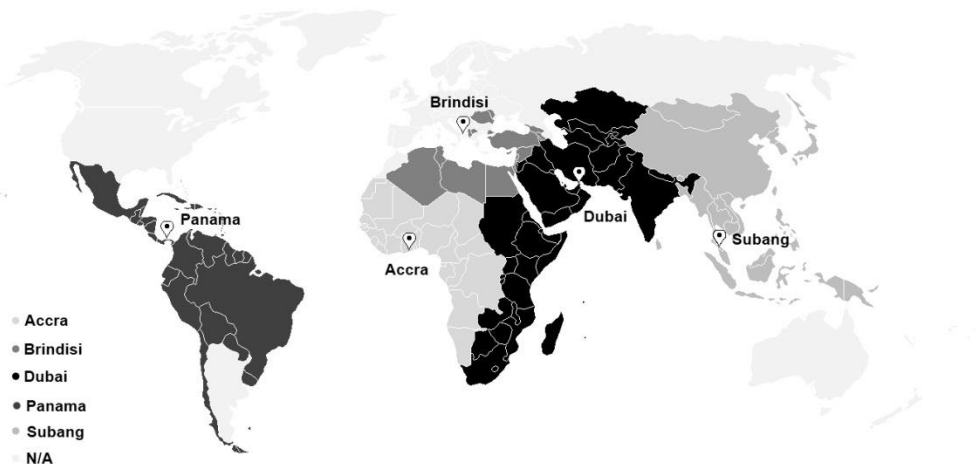 Brindisi
Panama
Dubai
Subang
Accra
Accra
Brindisi
Dubai
Panama
Subang
N/A